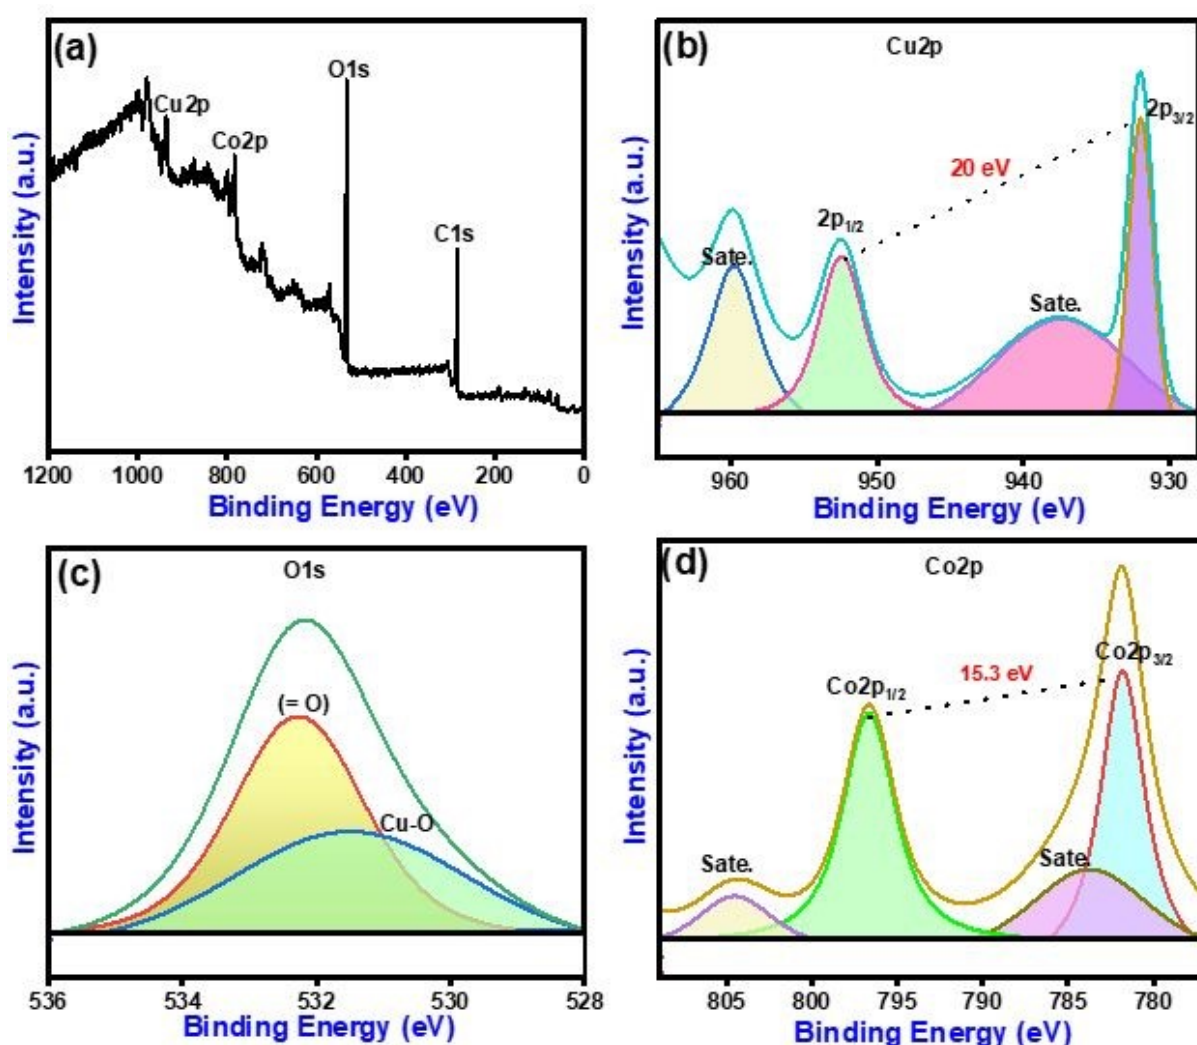 (a)
O1s
Cu2p
Co2p
C1s
Intensity (a.u.)
1200 1000 800 600 400 200 0
Binding Energy (eV)
(b)
Cu2p
2p3/2
20 eV
2p1/2
Sate.
Sate.
Intensity (a.u.)
960 950 940 930
Binding Energy (eV)
(c)
O1s
(= O)
Cu-O
Intensity (a.u.)
536 534 532 530 528
Binding Energy (eV)
(d)
Co2p
Co2p3/2
15.3 eV
Co2p1/2
Sate.
Sate.
Intensity (a.u.)
805 800 795 790 785 780
Binding Energy (eV)